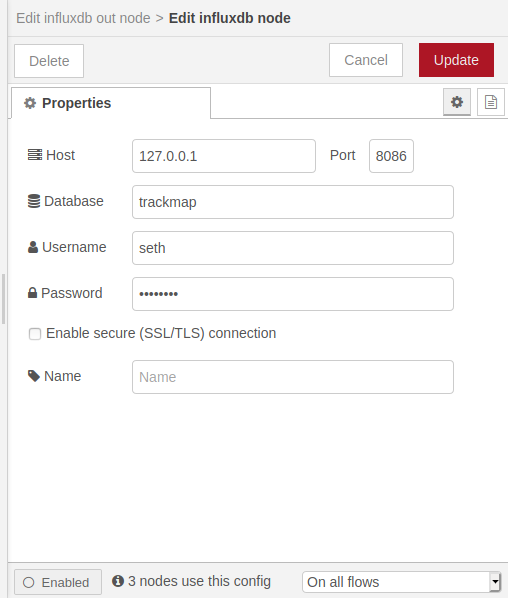 Edit influxdb out node > Edit influxdb node
Delete Cancel Update
Properties
Host 127.0.0.1 Port 8086
Database trackmap
Username seth
Password ••••••••
Enable secure (SSL/TLS) connection
Name Name
Enabled 3 nodes use this config On all flows